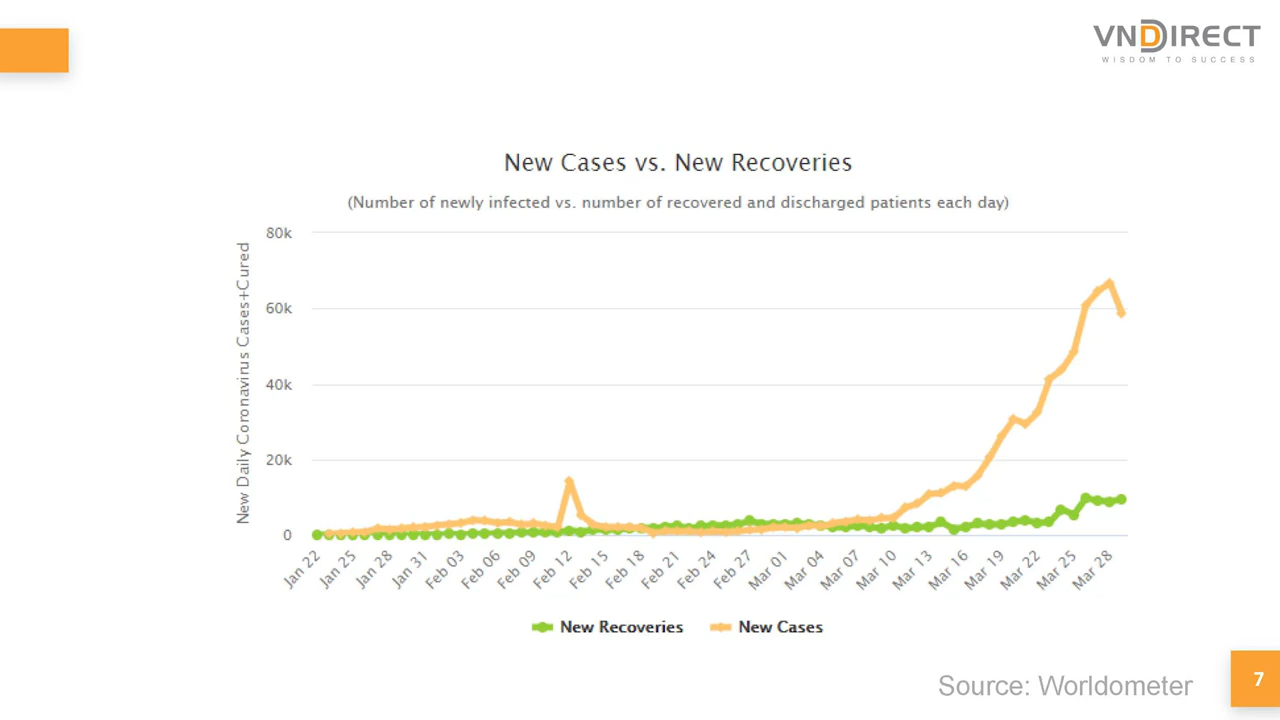 VNDIRECT
WISDOM TO SUCCESS
New Cases vs. New Recoveries
(Number of newly infected vs. number of recovered and discharged patients each day)
New Daily Coronavirus Cases+Cured
80k
60k
40k
20k
0
Jan 22
Jan 25
Jan 28
Jan 31
Feb 03
Feb 06
Feb 09
Feb 12
Feb 15
Feb 18
Feb 21
Feb 24
Feb 27
Mar 01
Mar 04
Mar 07
Mar 10
Mar 13
Mar 16
Mar 19
Mar 22
Mar 25
Mar 28
New Recoveries
New Cases
Source: Worldometer
7